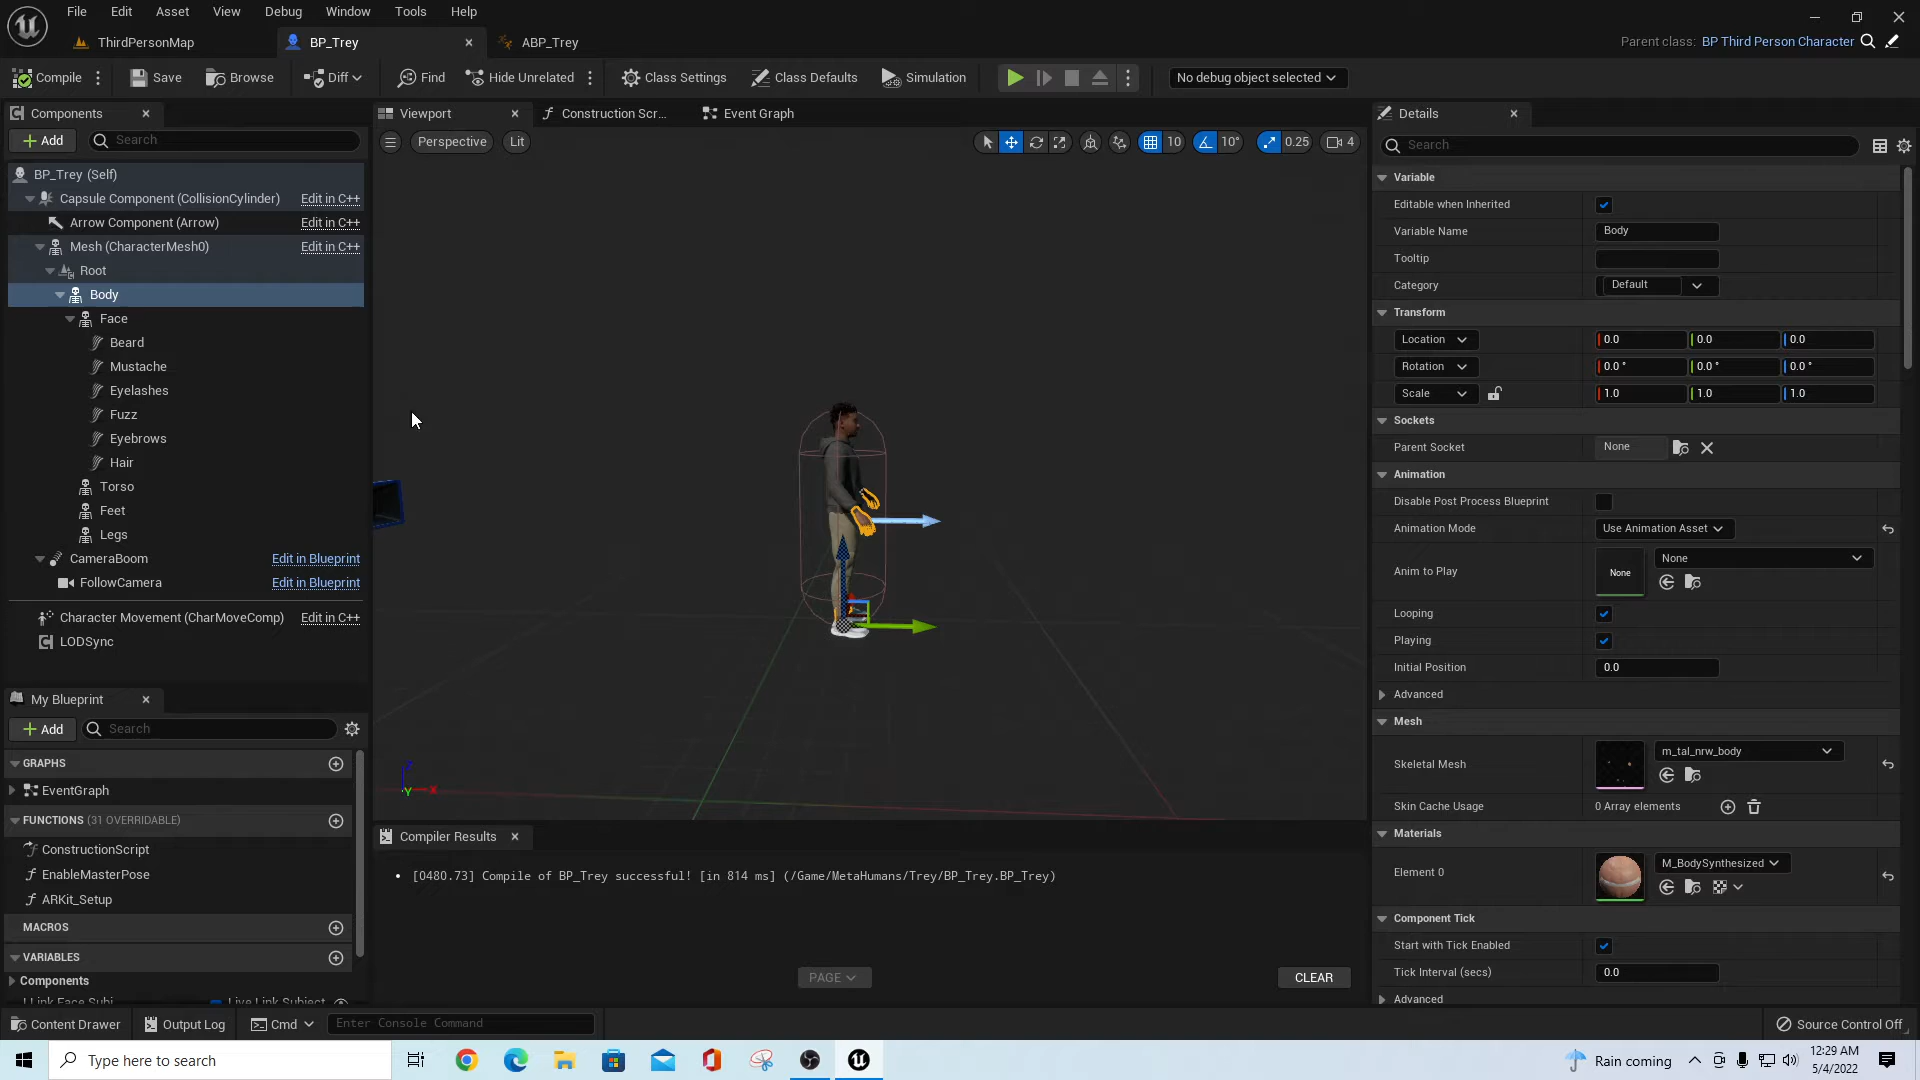 File Edit Asset View Debug Window Tools Help
ThirdPersonMap
BP_Trey
ABP_Trey
Parent class: BP Third Person Character
Compile
Save
Browse
Diff
Find
Hide Unrelated
Class Settings
Class Defaults
Simulation
No debug object selected
Components
Add
Search
BP_Trey (Self)
Capsule Component (CollisionCylinder) Edit in C++
Arrow Component (Arrow) Edit in C++
Mesh (CharacterMesh0) Edit in C++
Root
Body
Face
Beard
Mustache
Eyelashes
Fuzz
Eyebrows
Hair
Torso
Feet
Legs
CameraBoom Edit in Blueprint
FollowCamera Edit in Blueprint
Character Movement (CharMoveComp) Edit in C++
LODSync
My Blueprint
Add
Search
GRAPHS
EventGraph
FUNCTIONS (31 OVERRIDABLE)
ConstructionScript
EnableMasterPose
ARKit_Setup
MACROS
VARIABLES
Components
Live Link Subject
Viewport
Construction Scr...
Event Graph
Perspective
Lit
10
10°
0.25
4
Z
Y
X
Compiler Results
• [0480.73] Compile of BP_Trey successful! [in 814 ms] (/Game/MetaHumans/Trey/BP_Trey.BP_Trey)
PAGE
CLEAR
Details
Search
Variable
Editable when Inherited
Variable Name Body
Tooltip
Category Default
Transform
Location 0.0 0.0 0.0
Rotation 0.0 ° 0.0 ° 0.0 °
Scale 1.0 1.0 1.0
Sockets
Parent Socket None
Animation
Disable Post Process Blueprint
Animation Mode Use Animation Asset
Anim to Play None None
Looping
Playing
Initial Position 0.0
Advanced
Mesh
Skeletal Mesh m_tal_nrw_body
Skin Cache Usage 0 Array elements
Materials
Element 0 M_BodySynthesized
Component Tick
Start with Tick Enabled
Tick Interval (secs) 0.0
Advanced
Content Drawer
Output Log
Cmd
Enter Console Command
Source Control Off
Type here to search
Rain coming
12:29 AM
5/4/2022